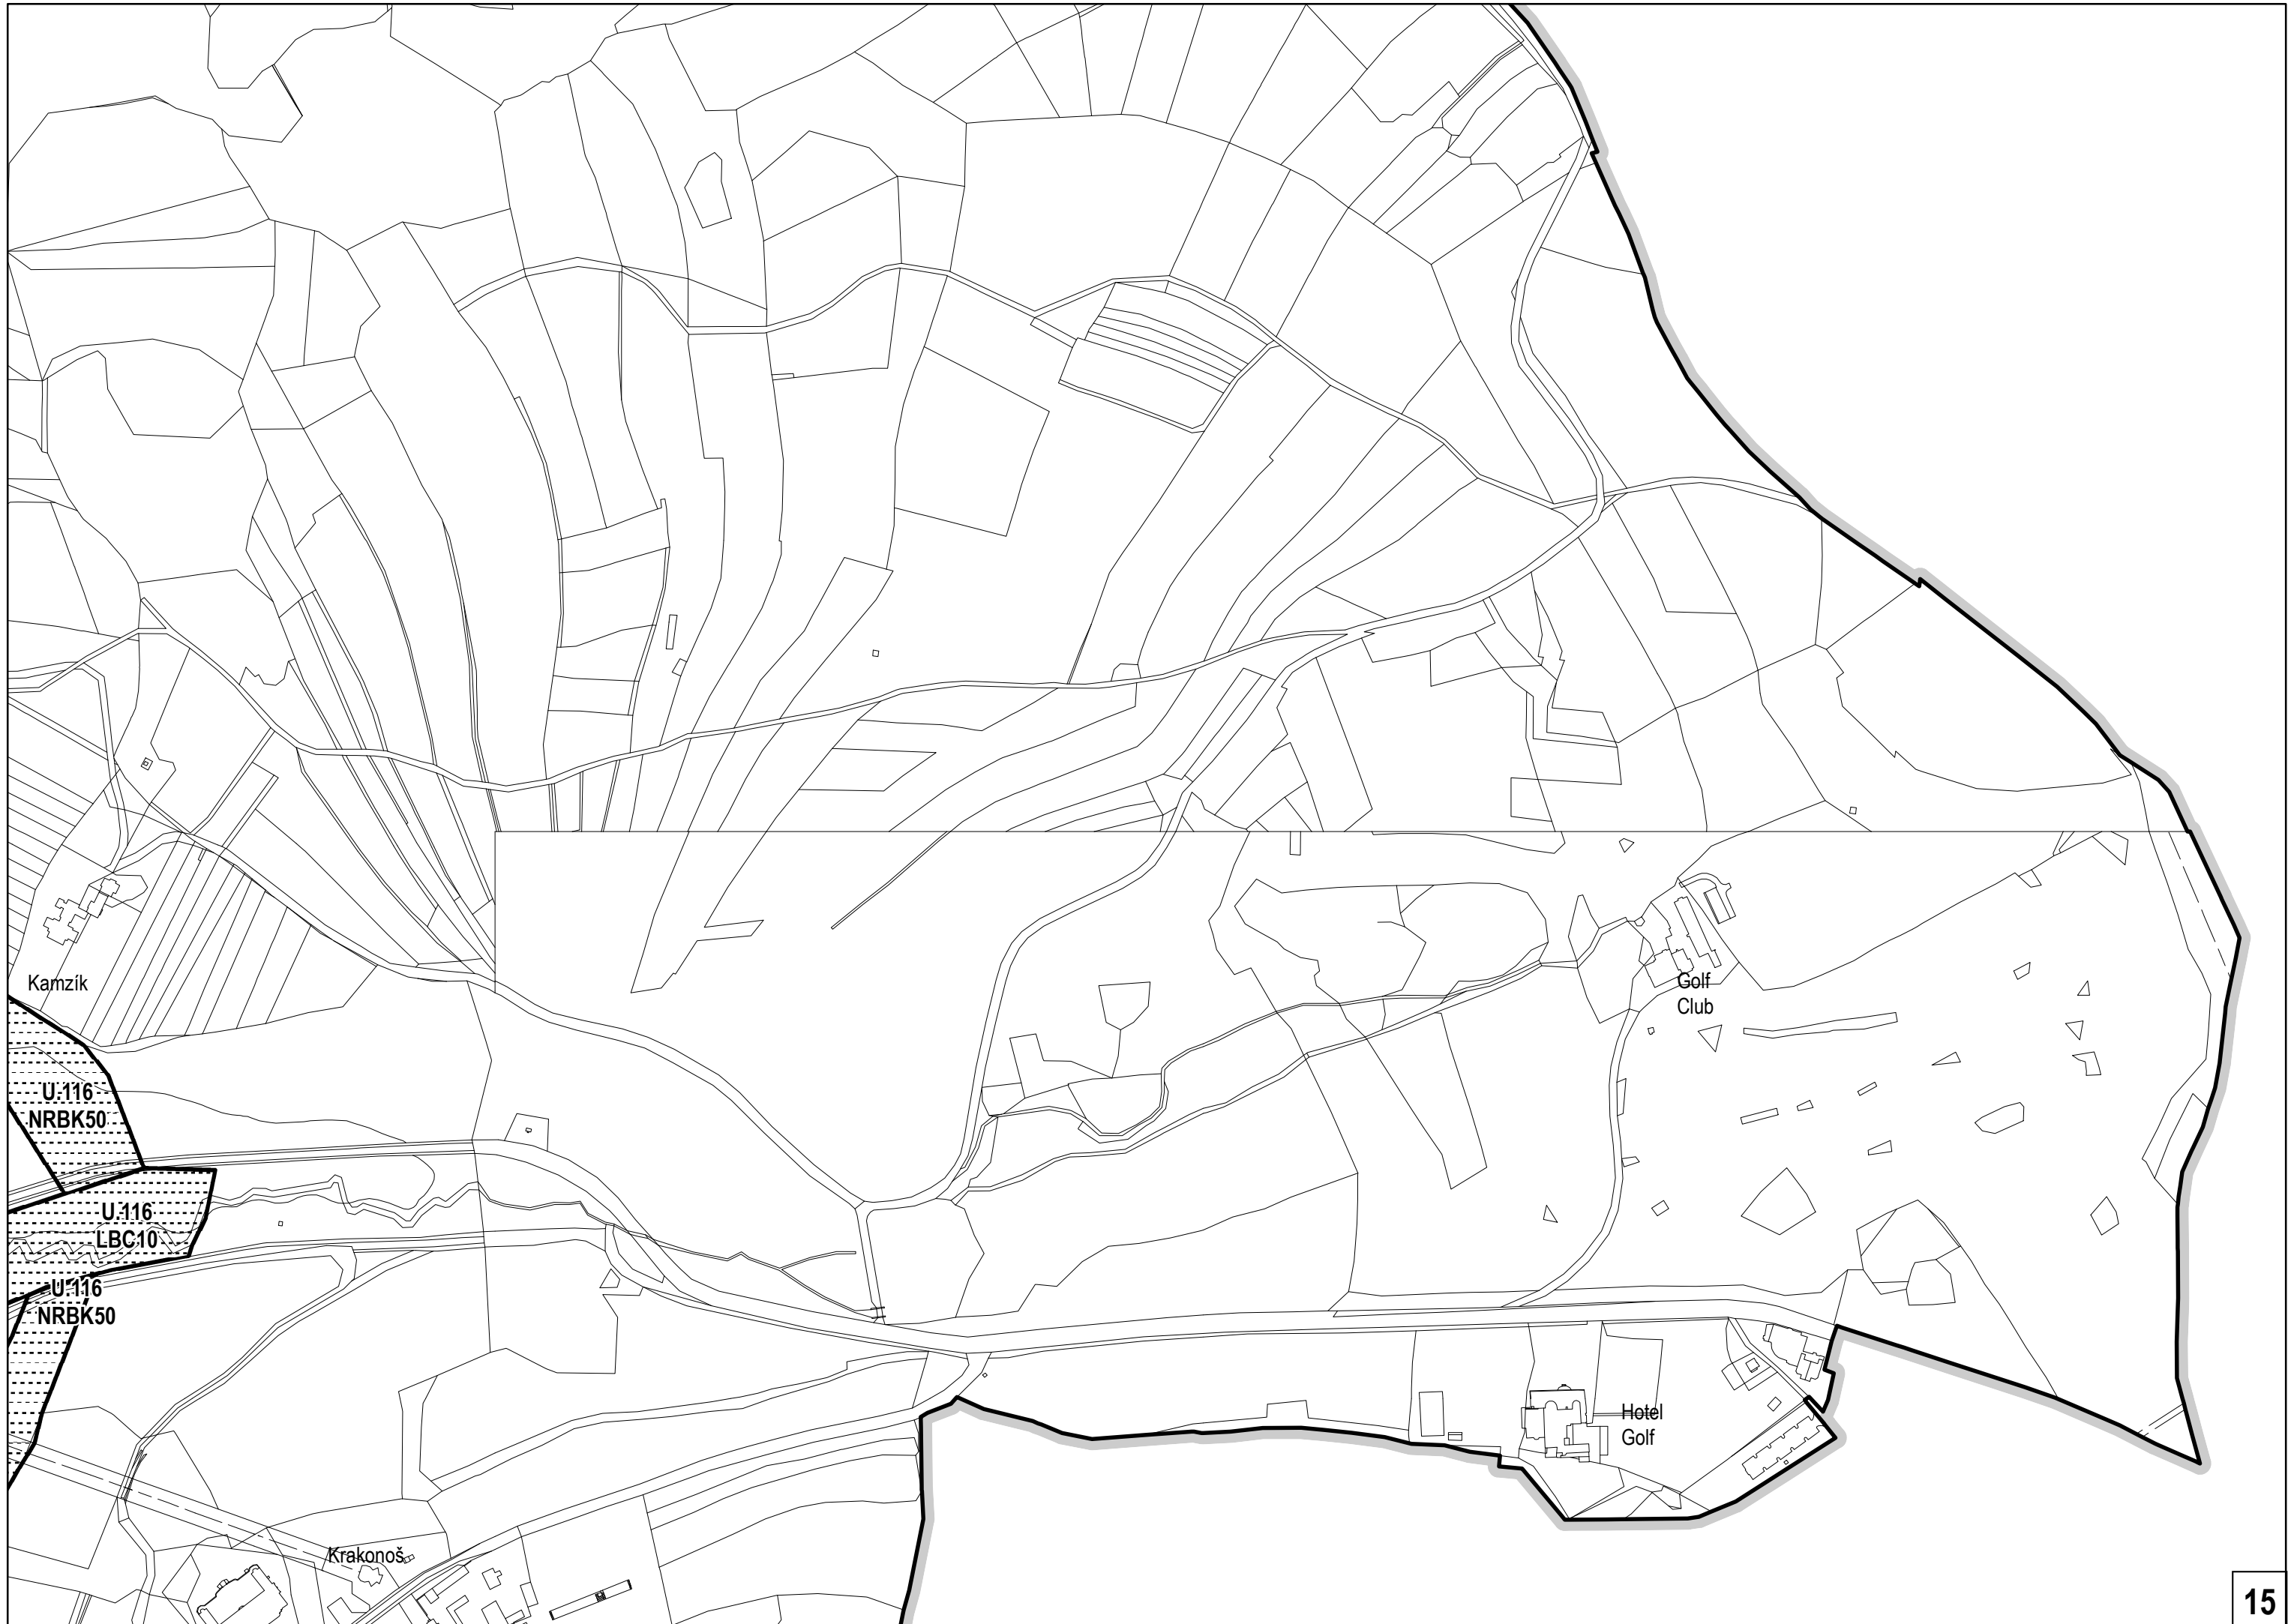 Kamzík
Golf
Club
U.116
NRBK50
U.116
LBC10
U.116
NRBK50
Hotel
Golf
Krakonoš
15